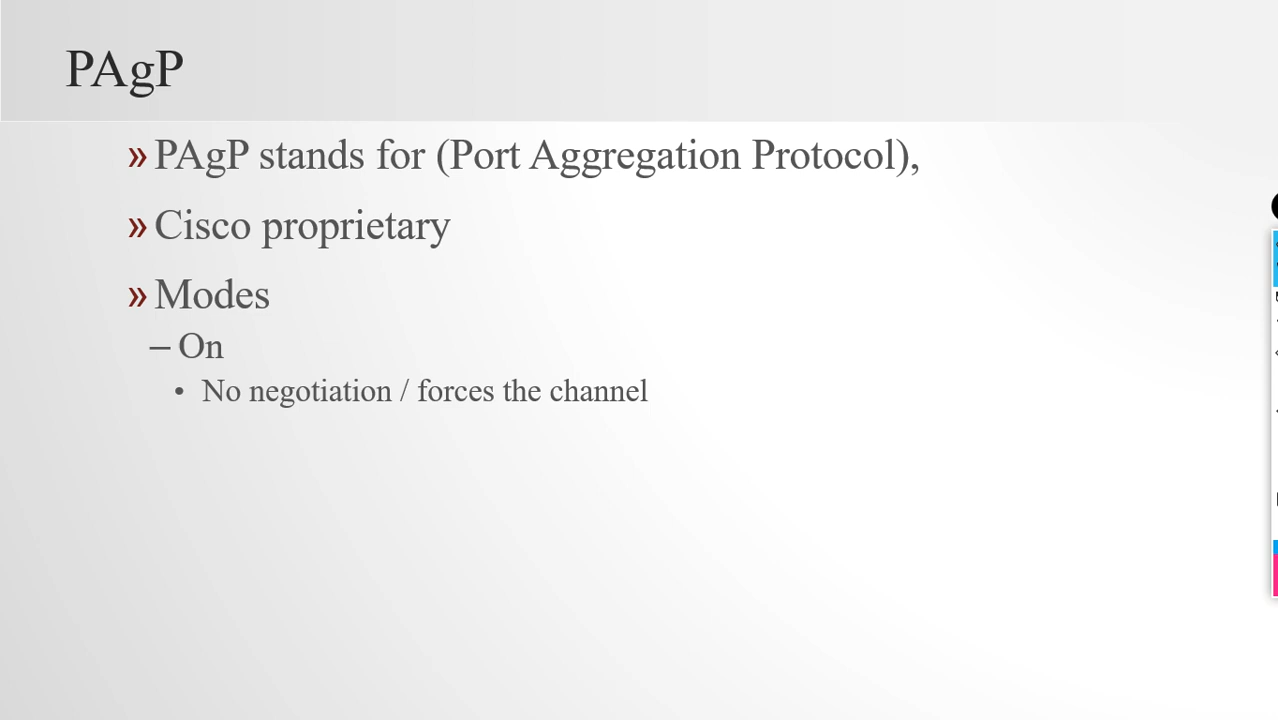 PAgP
» PAgP stands for (Port Aggregation Protocol),
» Cisco proprietary
» Modes
– On
• No negotiation / forces the channel